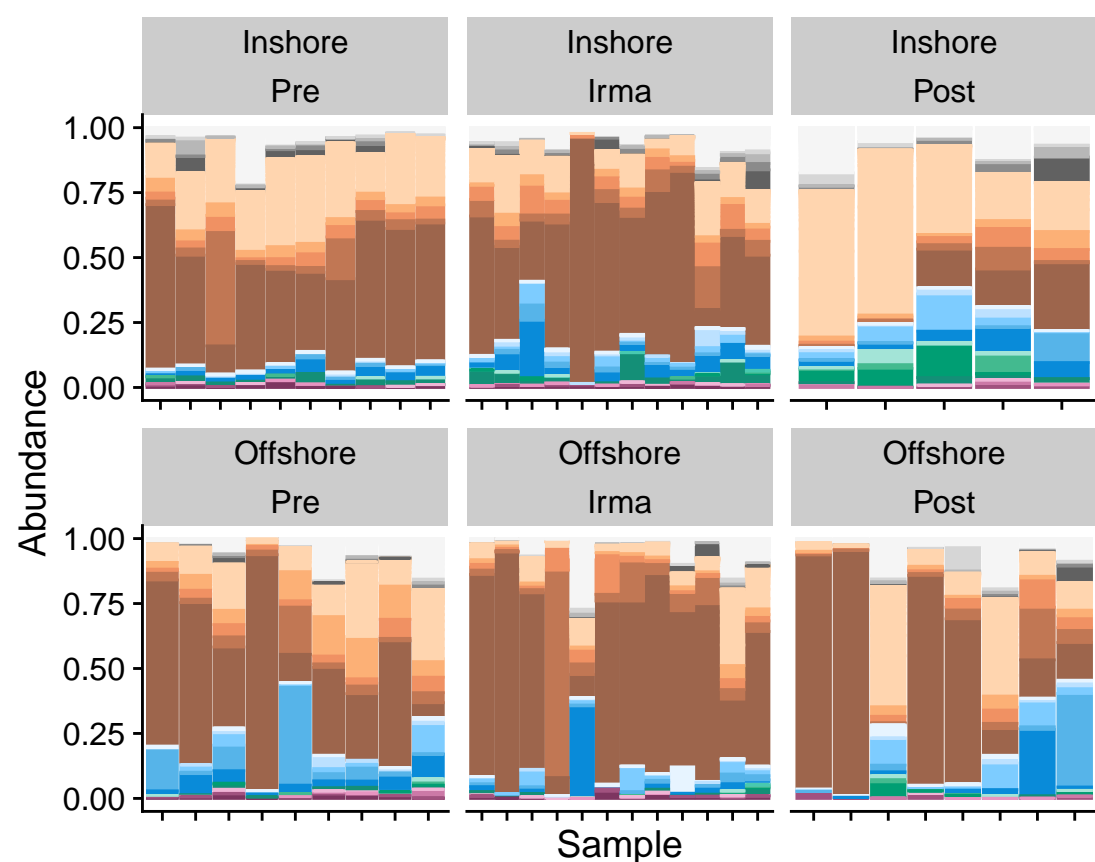 Inshore
Pre
Inshore
Irma
Inshore
Post
1.00
0.75
0.50
0.25
0.00
Abundance
Offshore
Pre
Offshore
Irma
Offshore
Post
1.00
0.75
0.50
0.25
0.00
Sample